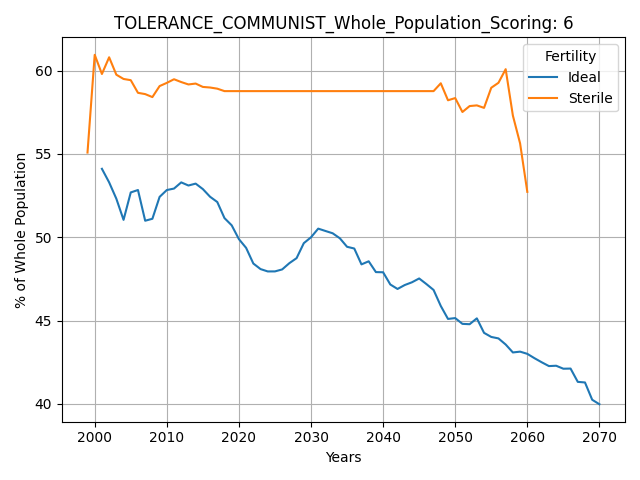 TOLERANCE_COMMUNIST_Whole_Population_Scoring: 6
Fertility
Ideal
Sterile
% of Whole Population
60
55
50
45
40
2000 2010 2020 2030 2040 2050 2060 2070
Years